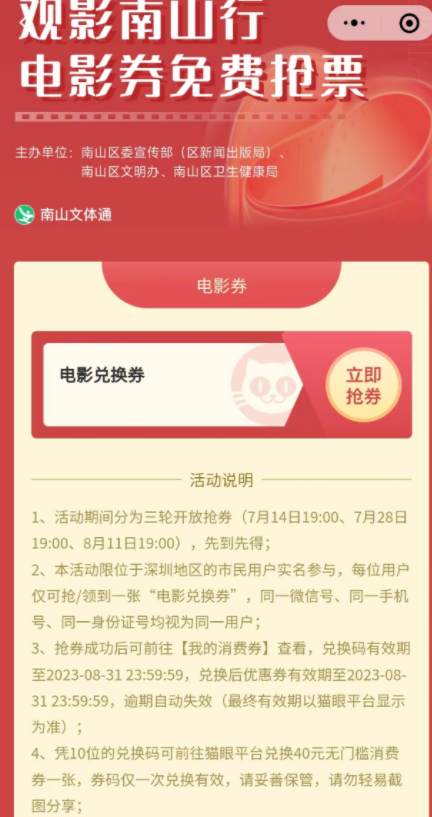 观影南山行
电影券免费抢票
主办单位：南山区委宣传部（区新闻出版局）、
南山区文明办、南山区卫生健康局
南山文体通
电影券
电影兑换券
立即
抢券
活动说明
1、活动期间分为三轮开放抢券（7月14日19:00、7月28日
19:00、8月11日19:00），先到先得；
2、本活动限位于深圳地区的市民用户实名参与，每位用户
仅可抢/领到一张“电影兑换券”，同一微信号、同一手机
号、同一身份证号均视为同一用户；
3、抢券成功后可前往【我的消费券】查看，兑换码有效期
至2023-08-31 23:59:59，兑换后优惠券有效期至2023-08-
31 23:59:59，逾期自动失效（最终有效期以猫眼平台显示
为准）；
4、凭10位的兑换码可前往猫眼平台兑换40元无门槛消费
券一张，券码仅一次兑换有效，请妥善保管，请勿轻易截
图分享；